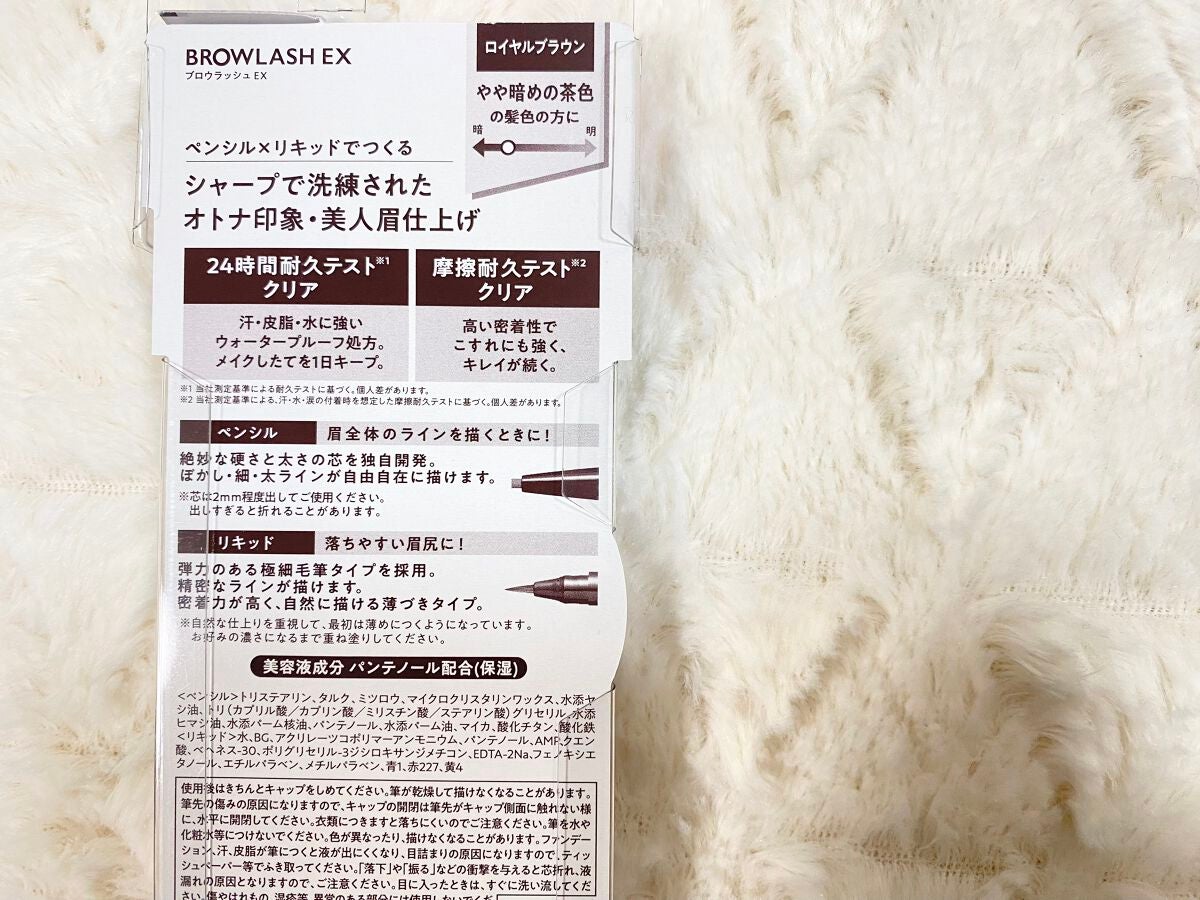 BROWLASH EX
ブロウラッシュ EX
ロイヤルブラウン
やや暗めの茶色
の髪色の方に
暗 明
ペンシル×リキッドでつくる
シャープで洗練された
オトナ印象・美人眉仕上げ
24時間耐久テスト※1
クリア
汗・皮脂・水に強い
ウォータープルーフ処方。
メイクしたてを1日キープ。
摩擦耐久テスト※2
クリア
高い密着性で
こすれにも強く、
キレイが続く。
※1 当社測定基準による耐久テストに基づく。個人差があります。
※2 当社測定基準による、汗・水・涙の付着時を想定した摩擦耐久テストに基づく。個人差があります。
ペンシル 眉全体のラインを描くときに!
絶妙な硬さと太さの芯を独自開発。
ぼかし・細・太ラインが自由自在に描けます。
※芯は2mm程度出してご使用ください。
出しすぎると折れることがあります。
リキッド 落ちやすい眉尻に!
弾力のある極細毛筆タイプを採用。
精密なラインが描けます。
密着力が高く、自然に描ける薄づきタイプ。
※自然な仕上りを重視して、最初は薄めにつくようになっています。
お好みの濃さになるまで重ね塗りしてください。
美容液成分 パンテノール配合(保湿)
<ペンシル>トリステアリン、タルク、ミツロウ、マイクロクリスタリンワックス、水添ヤ
シ油、トリ(カプリル酸/カプリン酸/ミリスチン酸/ステアリン酸)グリセリル、水添
ヒマシ油、水添パーム核油、パンテノール、水添パーム油、マイカ、酸化チタン、酸化鉄
<リキッド>水、BG、アクリレーツコポリマーアンモニウム、パンテノール、AMP、クエン
酸、ベヘネス-30、ポリグリセリル-3ジシロキサンジメチコン、EDTA-2Na、フェノキシエ
タノール、エチルパラベン、メチルパラベン、青1、赤227、黄4
使用後はきちんとキャップをしめてください。筆が乾燥して描けなくなることがあります。
筆先の傷みの原因になりますので、キャップの開閉は筆先がキャップ側面に触れない様
に、水平に開閉してください。衣類につきますと落ちにくいのでご注意ください。筆を水や
化粧水等につけないでください。色が異なったり、描けなくなることがあります。ファンデー
ション、汗、皮脂が筆につくと液が出にくくなり、目詰まりの原因になりますので、ティッ
シュペーパー等でふき取ってください。「落下」や「振る」などの衝撃を与えると芯折れ、液
漏れの原因となりますので、ご注意ください。目に入ったときは、すぐに洗い流してくだ
さい。傷やはれもの、湿疹等、異常のある部分には使用しないでくだ